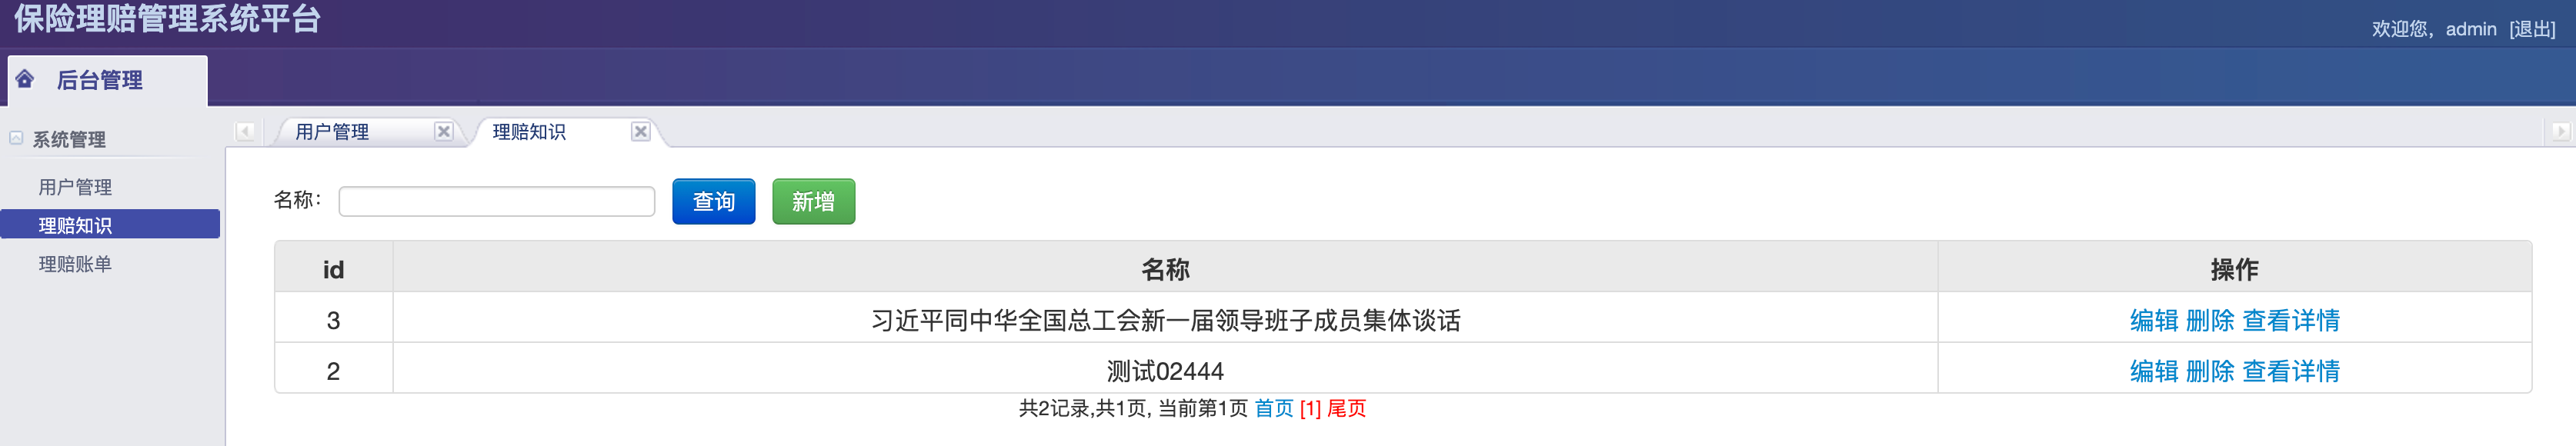 保险理赔管理系统平台
欢迎您，admin [退出]
后台管理
系统管理
用户管理
理赔知识
理赔账单
用户管理 理赔知识
名称： 查询 新增
id 名称 操作
3 习近平同中华全国总工会新一届领导班子成员集体谈话 编辑 删除 查看详情
2 测试02444 编辑 删除 查看详情
共2记录,共1页, 当前第1页 首页 [1] 尾页